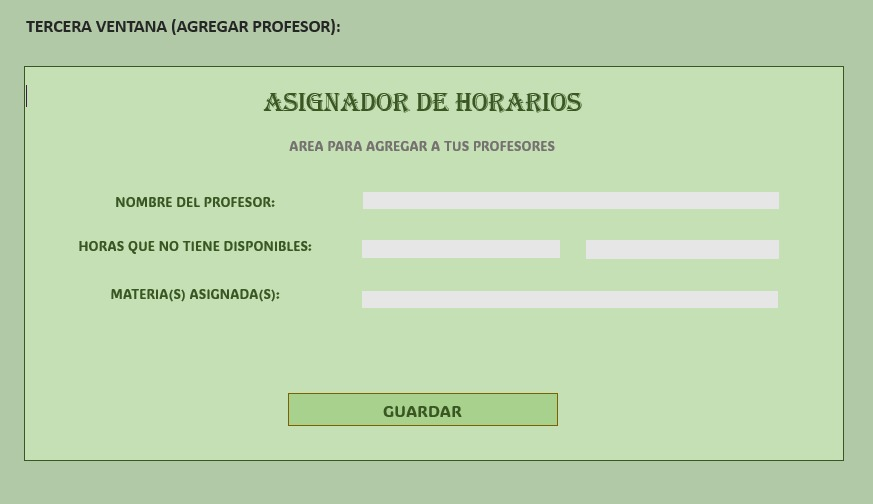 TERCERA VENTANA (AGREGAR PROFESOR):
ASIGNADOR DE HORARIOS
AREA PARA AGREGAR A TUS PROFESORES
NOMBRE DEL PROFESOR:
HORAS QUE NO TIENE DISPONIBLES:
MATERIA(S) ASIGNADA(S):
GUARDAR